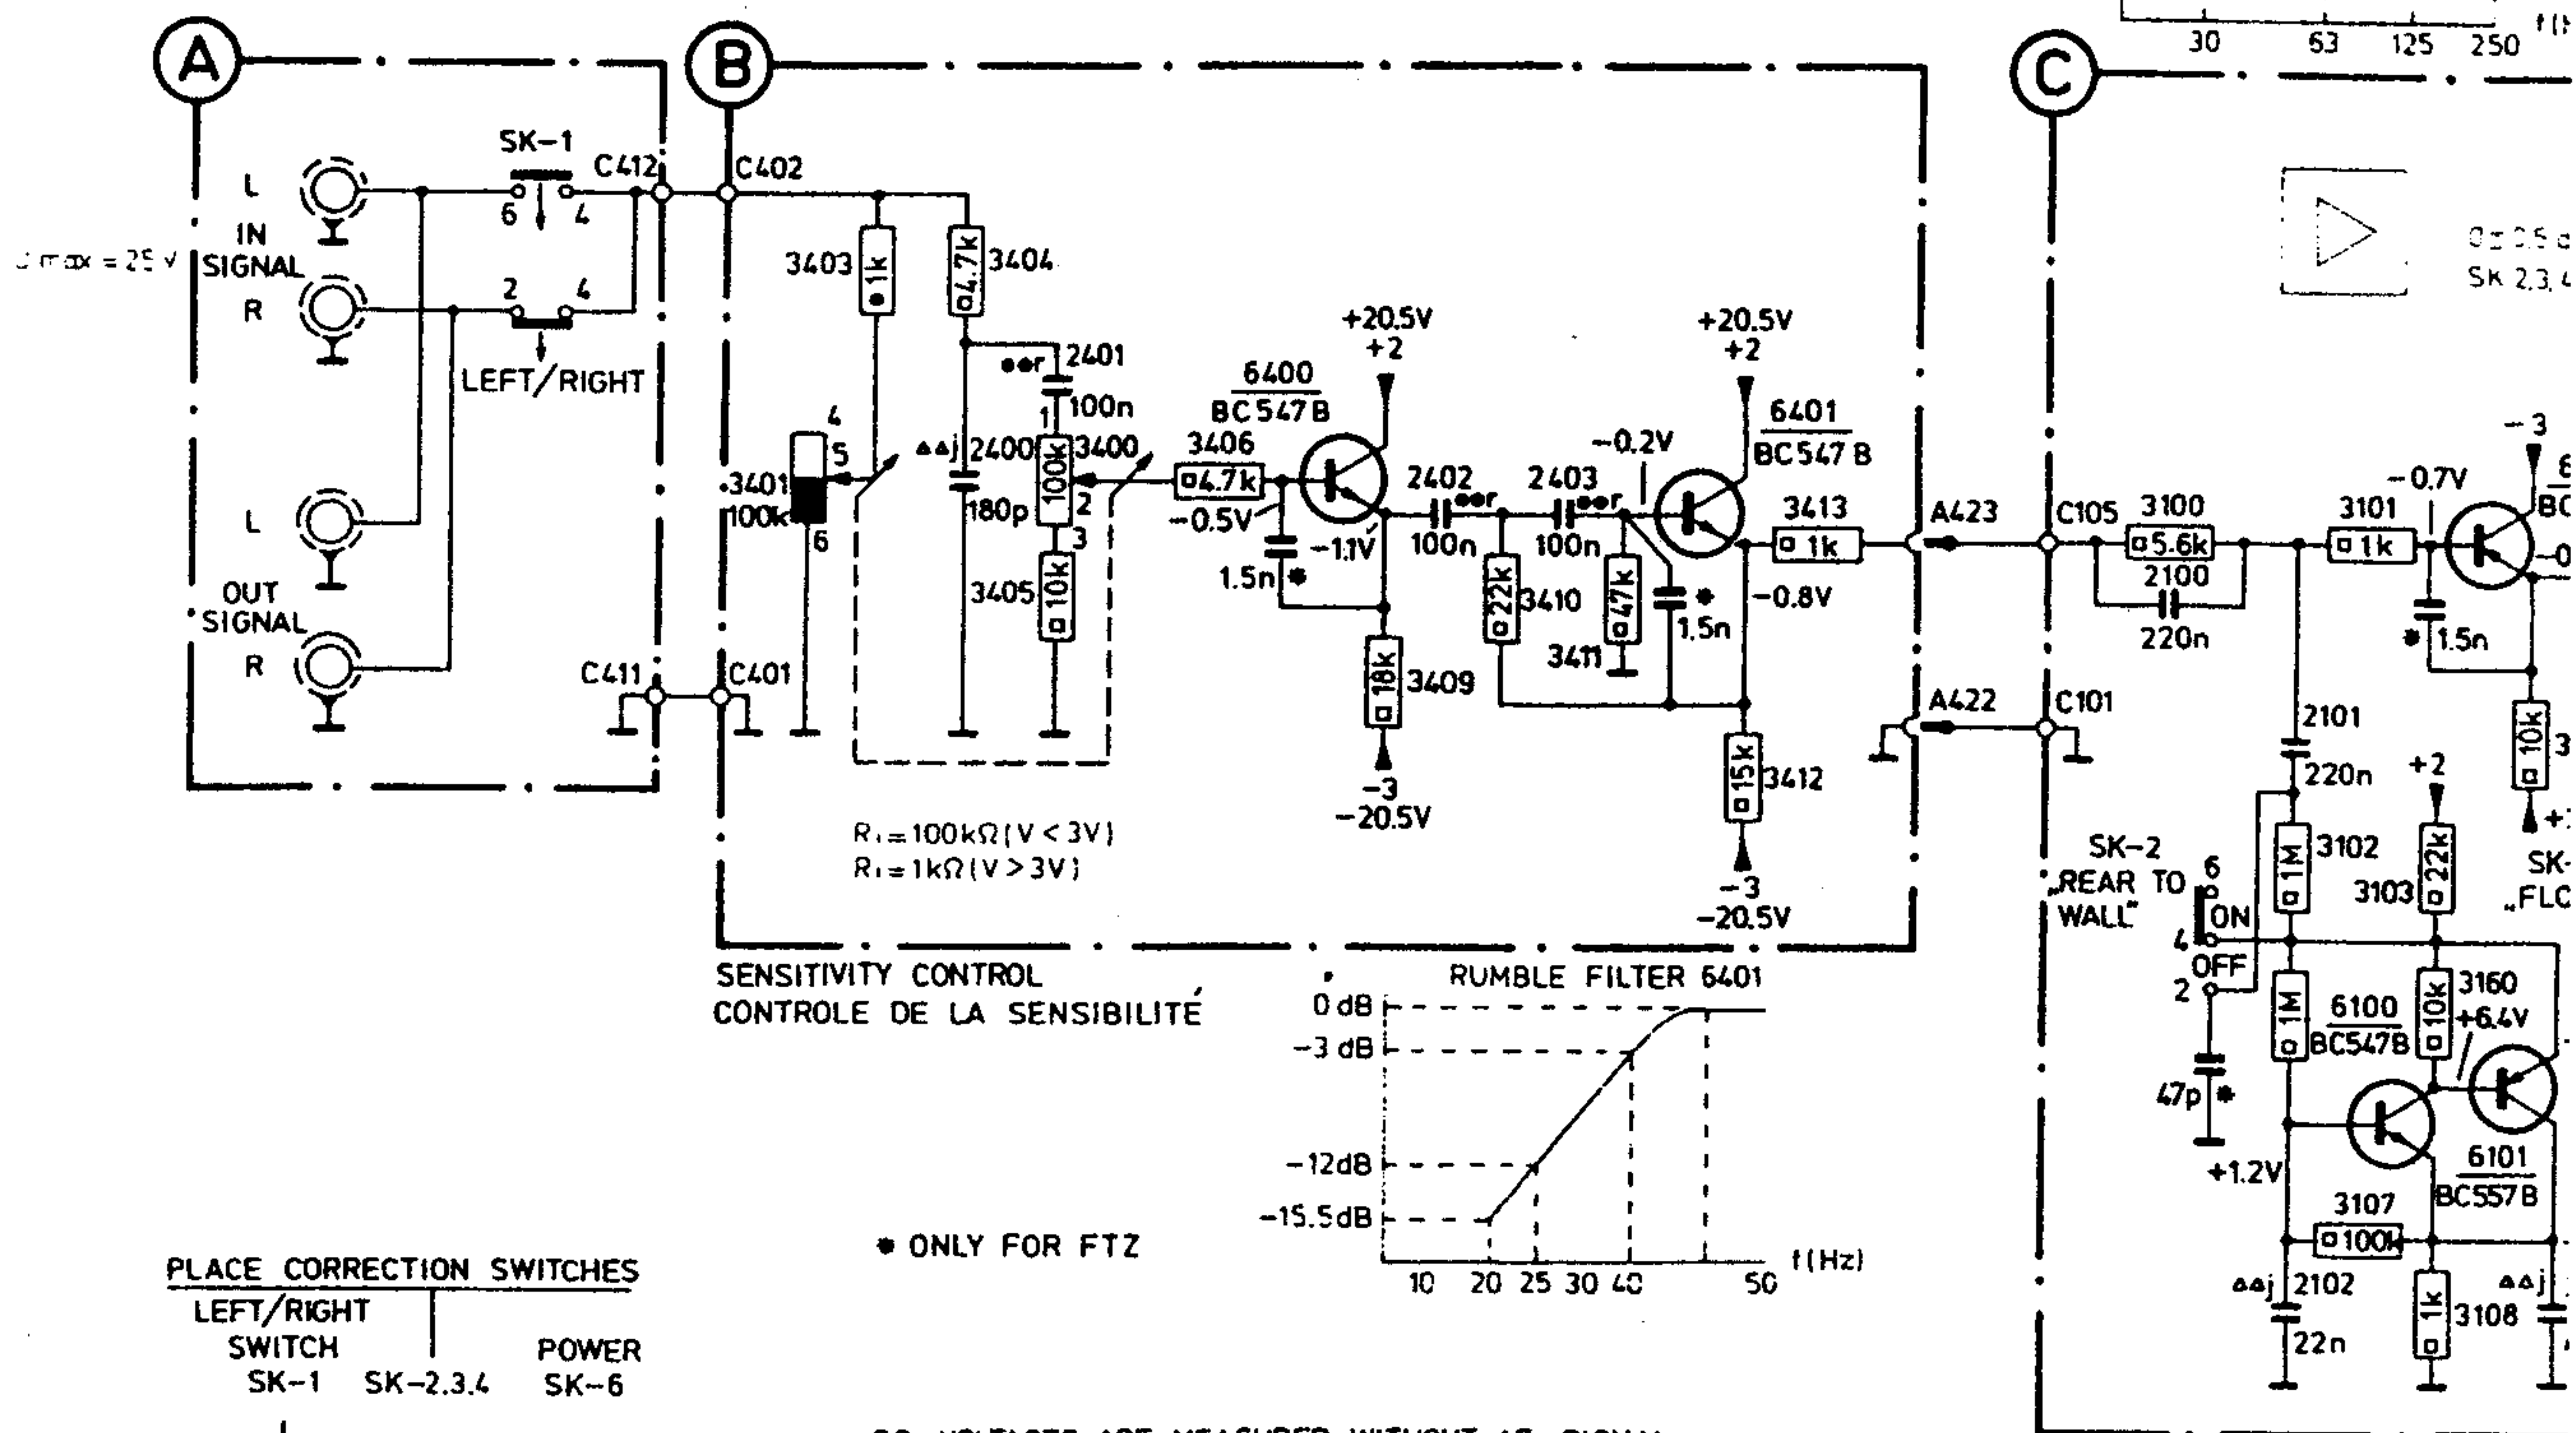 A
B
C
30 63 125 250
SK-1
C412
C402
L
6 4
IN
SIGNAL
max = 25 V
R
2 4
LEFT/RIGHT
L
OUT
SIGNAL
R
C411
C401
3403
1k
4.7k
3404
2401
100n
4
5
6
3401
100k
2400
180p
1
100k
3400
2
3
3405
10k
3406
4.7k
-0.5V
1.5n *
+20.5V
+2
6400
BC547B
-1.1V
2402
100n
2403
100n
-0.2V
18k
3409
-3
-20.5V
22k
3410
47k
3411
1.5n *
+20.5V
+2
6401
BC547B
-0.8V
3413
1k
15k
3412
-3
-20.5V
A423
A422
C105
C101
3100
5.6k
2100
220n
3101
1k
-0.7V
-3
* 1.5n
10k
2101
220n
+2
SK 2,3,4
SK-2
„REAR TO
WALL"
6
ON
4
OFF
2
47p *
1M
3102
3103
22k
1M
6100
BC547B
10k
3160
+6.4V
6101
BC557B
+1.2V
3107
100k
2102
22n
1k
3108
Ri=100kΩ(V<3V)
Ri=1kΩ(V>3V)
SENSITIVITY CONTROL
CONTROLE DE LA SENSIBILITÉ
RUMBLE FILTER 6401
0 dB
-3 dB
-12dB
-15.5dB
10 20 25 30 40 50
f(Hz)
* ONLY FOR FTZ
PLACE CORRECTION SWITCHES
LEFT/RIGHT
SWITCH POWER
SK-1 SK-2.3.4 SK-6